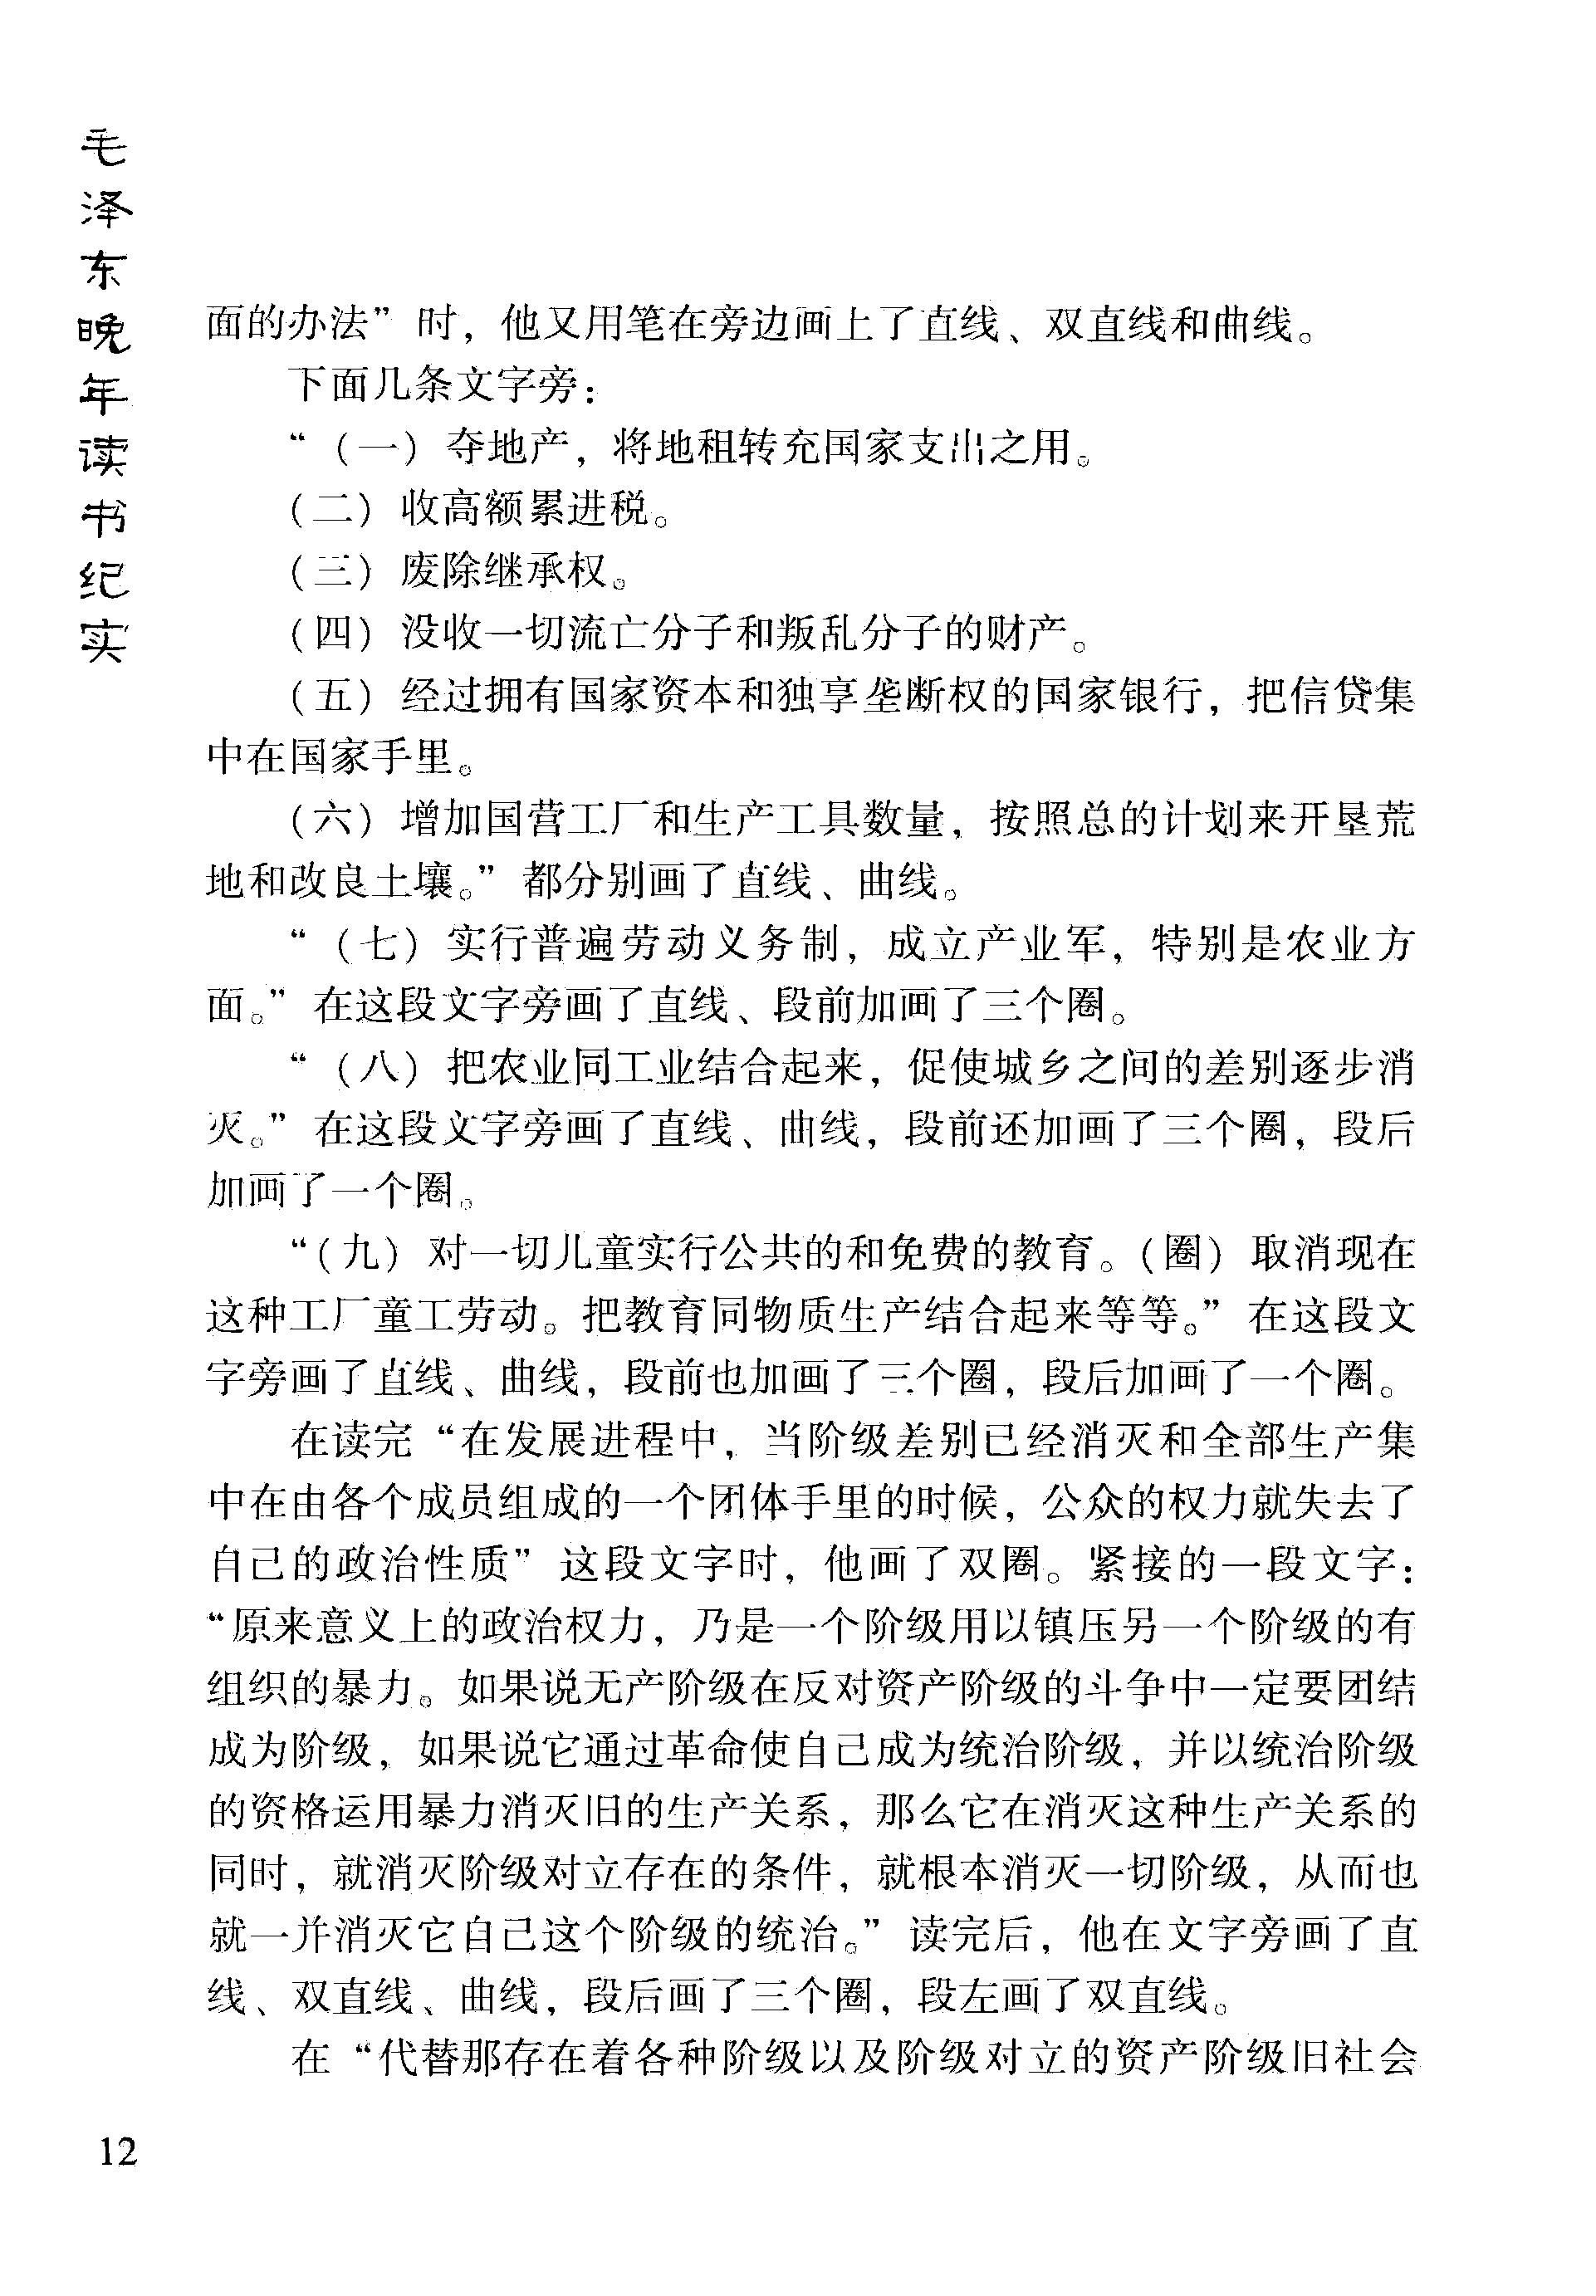 毛泽东晚年读书纪实
面的办法”时，他又用笔在旁边画上了直线、双直线和曲线。
下面几条文字旁：
“（一）夺地产，将地租转充国家支出之用。
（二）收高额累进税。
（三）废除继承权。
（四）没收一切流亡分子和叛乱分子的财产。
（五）经过拥有国家资本和独享垄断权的国家银行，把信贷集
中在国家手里。
（六）增加国营工厂和生产工具数量，按照总的计划来开垦荒
地和改良土壤。”都分别画了直线、曲线。
“（七）实行普遍劳动义务制，成立产业军，特别是农业方
面。”在这段文字旁画了直线、段前加画了三个圈。
“（八）把农业同工业结合起来，促使城乡之间的差别逐步消
灭。”在这段文字旁画了直线、曲线，段前还加画了三个圈，段后
加画了一个圈。
“（九）对一切儿童实行公共的和免费的教育。（圈）取消现在
这种工厂童工劳动。把教育同物质生产结合起来等等。”在这段文
字旁画了直线、曲线，段前也加画了三个圈，段后加画了一个圈。
在读完“在发展进程中，当阶级差别已经消灭和全部生产集
中在由各个成员组成的一个团体手里的时候，公众的权力就失去了
自己的政治性质”这段文字时，他画了双圈。紧接的一段文字：
“原来意义上的政治权力，乃是一个阶级用以镇压另一个阶级的有
组织的暴力。如果说无产阶级在反对资产阶级的斗争中一定要团结
成为阶级，如果说它通过革命使自己成为统治阶级，并以统治阶级
的资格运用暴力消灭旧的生产关系，那么它在消灭这种生产关系的
同时，就消灭阶级对立存在的条件，就根本消灭一切阶级，从而也
就一并消灭它自己这个阶级的统治。”读完后，他在文字旁画了直
线、双直线、曲线，段后画了三个圈，段左画了双直线。
在“代替那存在着各种阶级以及阶级对立的资产阶级旧社会
12